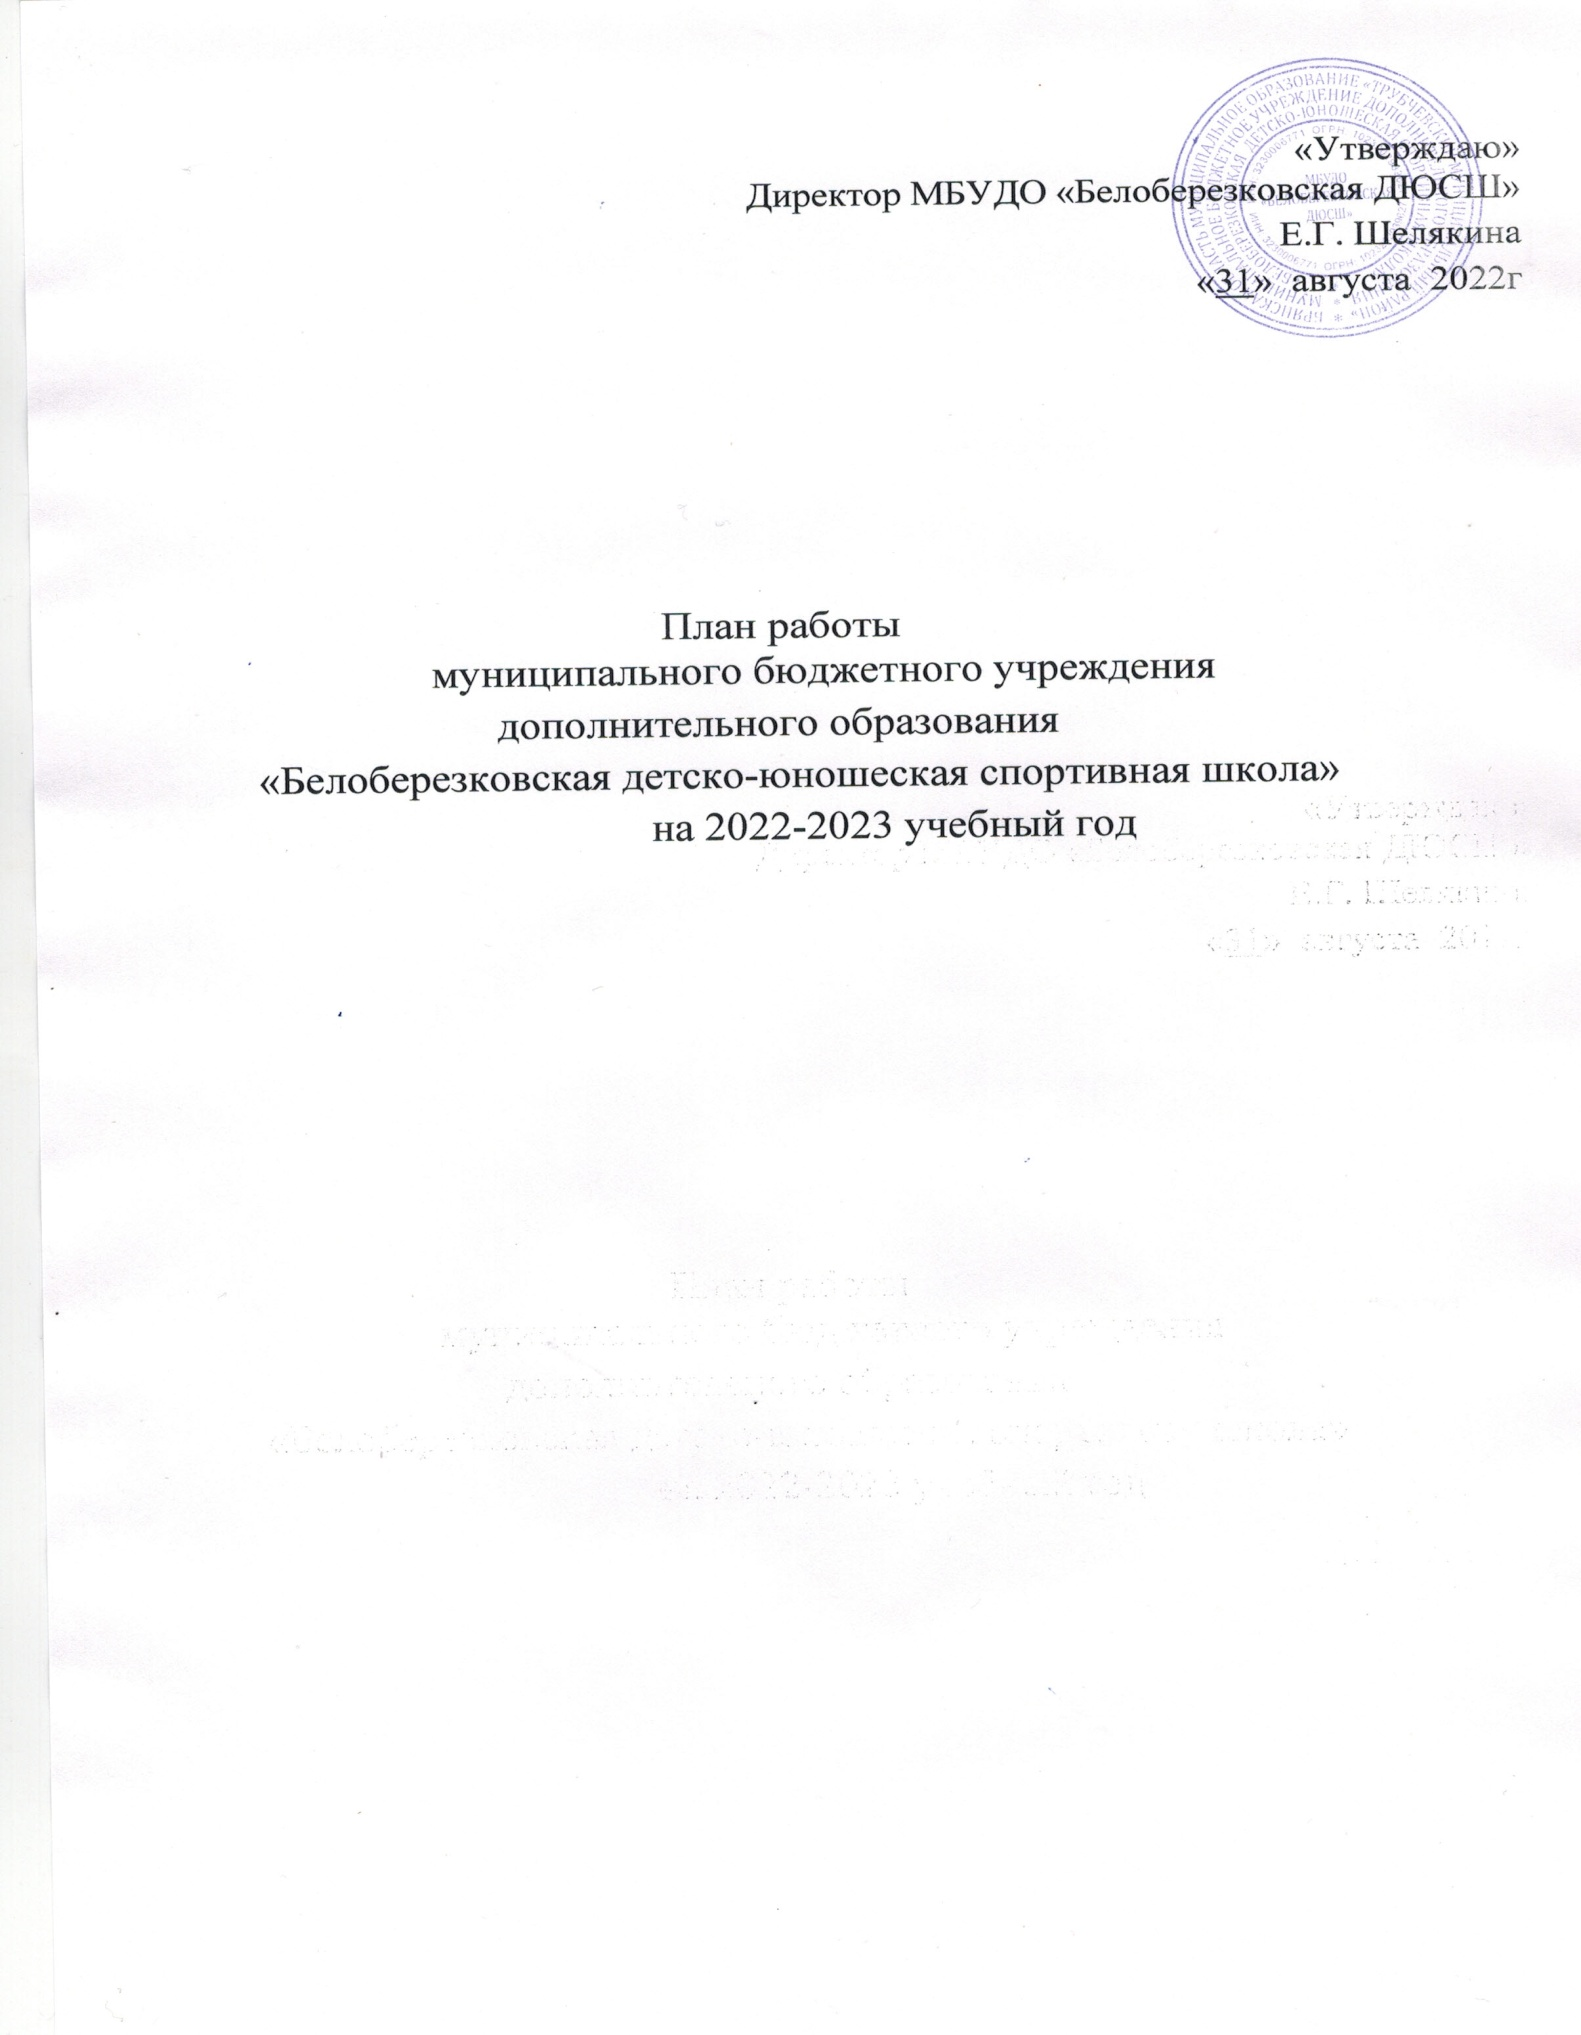 «Утверждаю»
Директор МБУДО «Белоберезковская ДЮСШ»
Е.Г. Шелякина
«31» августа 2022г
План работы
муниципального бюджетного учреждения
дополнительного образования
«Белоберезковская детско-юношеская спортивная школа»
на 2022-2023 учебный год